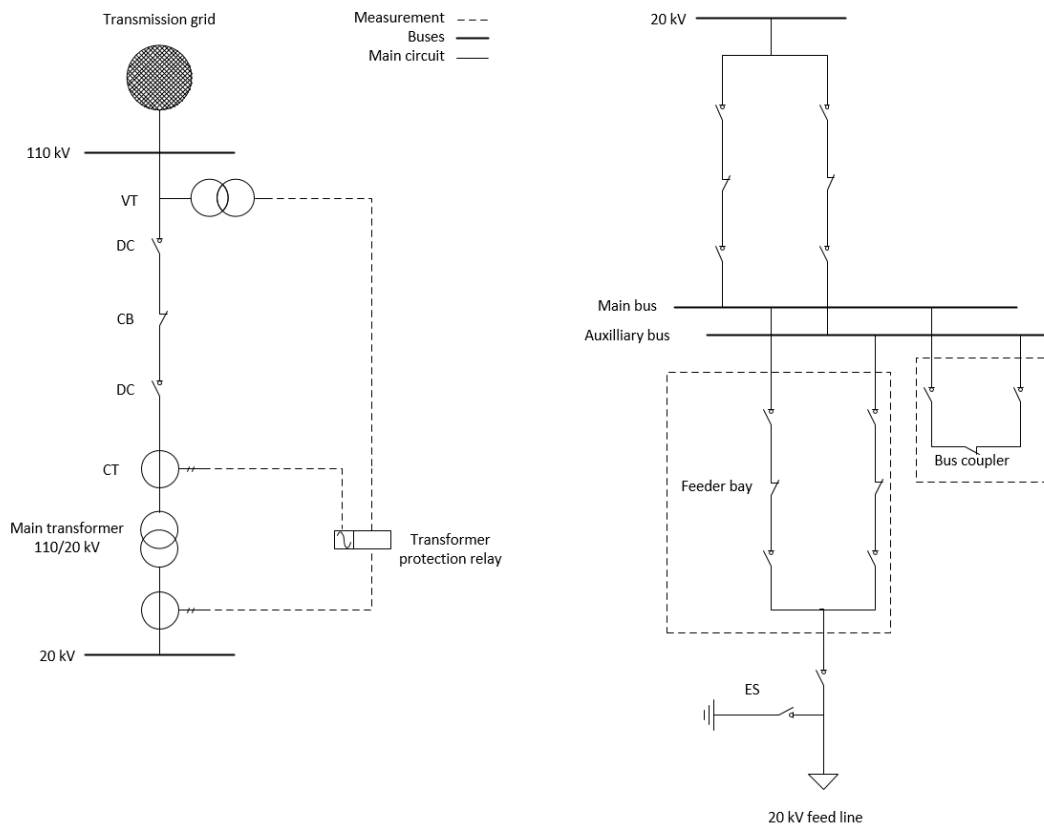 Transmission grid
Measurement
Buses
Main circuit
110 kV
VT
DC
CB
DC
CT
Main transformer
110/20 kV
Transformer
protection relay
20 kV
20 kV
Main bus
Auxilliary bus
Bus coupler
Feeder bay
ES
20 kV feed line